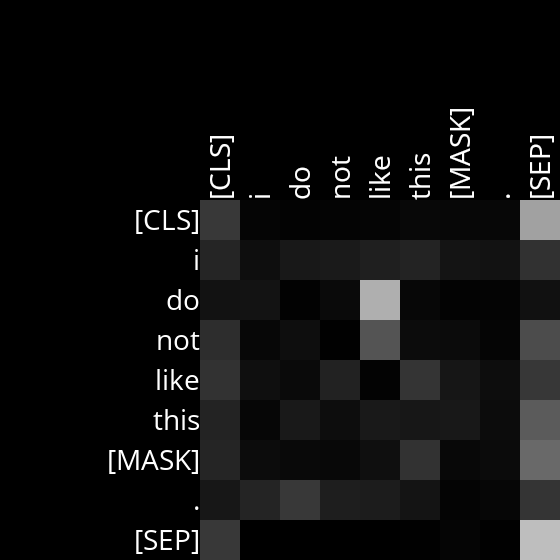 [CLS] i do not like this [MASK] . [SEP]
[CLS]
i
do
not
like
this
[MASK]
.
[SEP]